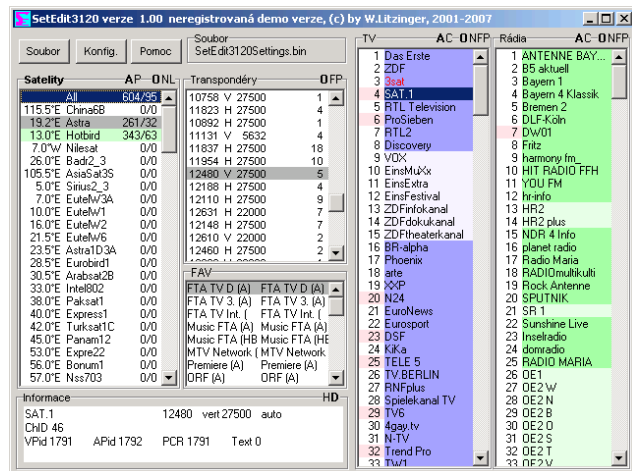 SetEdit3120 verze 1.00 neregistrovaná demo verze, (c) by W.Litzinger, 2001-2007
Soubor Konfig. Pomoc
Soubor
SetEdit3120Settings.bin
Satelity AP ONL
All 604/95
115.5°E China6B 0/0
19.2°E Astra 261/32
13.0°E Hotbird 343/63
7.0°W Nilesat 0/0
26.0°E Badr2_3 0/0
105.5°E AsiaSat3S 0/0
5.0°E Sirius2_3 0/0
7.0°E EutelW3A 0/0
10.0°E EutelW1 0/0
16.0°E EutelW2 0/0
21.5°E EutelW6 0/0
23.5°E Astra1D3A 0/0
28.5°E Eurobird1 0/0
30.5°E Arabsat2B 0/0
33.0°E Intel802 0/0
38.0°E Paksat1 0/0
40.0°E Express1 0/0
42.0°E Turksat1C 0/0
45.0°E Panam12 0/0
53.0°E Expre22 0/0
56.0°E Bonum1 0/0
57.0°E Nss703 0/0
Transpondéry OFP
10758 V 27500 1
11823 H 27500 4
10892 H 27500 1
11131 V 5632 4
11837 H 27500 18
11954 H 27500 10
12480 V 27500 5
12188 H 27500 4
12110 H 27500 9
12631 H 22000 7
12148 H 27500 7
12610 V 22000 2
12460 H 27500 2
FAV
FTA TV D (A) FTA TV D (A)
FTA TV 3. (A) FTA TV 3. (A)
FTA TV Int. ( FTA TV Int. (
Music FTA (A) Music FTA (A)
Music FTA (HB Music FTA (HB
MTV Network ( MTV Network
Premiere (A) Premiere (A)
ORF (A) ORF (A)
TV AC ONFP
1 Das Erste
2 ZDF
3 3sat
4 SAT.1
5 RTL Television
6 ProSieben
7 RTL2
8 Discovery
9 VOX
10 EinsMuXx
11 EinsExtra
12 EinsFestival
13 ZDFinfokanal
14 ZDFdokukanal
15 ZDFtheaterkanal
16 BR-alpha
17 Phoenix
18 arte
19 XXP
20 N24
21 EuroNews
22 Eurosport
23 DSF
24 KiKa
25 TELE 5
26 TV.BERLIN
27 RNFplus
28 Spielekanal TV
29 TV6
30 4gay.tv
31 N-TV
32 Trend Pro
33 TW1
Rádia AC ONFP
1 ANTENNE BAY...
2 B5 aktuell
3 Bayern 1
4 Bayern 4 Klassik
5 Bremen 2
6 DLF-Köln
7 DW01
8 Fritz
9 harmony fm_
10 HIT RADIO FFH
11 YOU FM
12 hr-info
13 HR2
14 HR2 plus
15 NDR 4 Info
16 planet radio
17 Radio Maria
18 RADIOmultikulti
19 Rock Antenne
20 SPUTNIK
21 SR 1
22 Sunshine Live
23 Inselradio
24 domradio
25 RADIO MARIA
26 OE1
27 OE2 W
28 OE2 N
29 OE2 B
30 OE2 O
31 OE2 S
32 OE2 T
33 OE2 V
Informace HD
SAT.1 12480 vert 27500 auto
ChID 46
VPid 1791 APid 1792 PCR 1791 Text 0